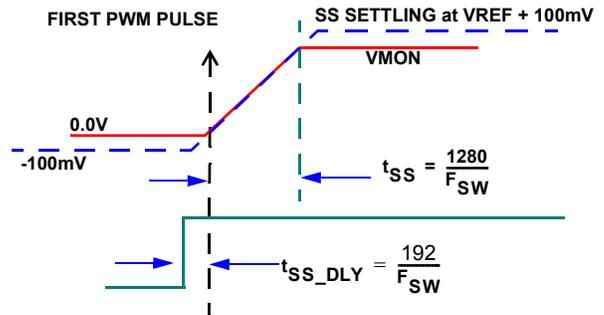 FIRST PWM PULSE
SS SETTLING at VREF + 100mV
VMON
0.0V
-100mV
tSS = 1280/FSW
tSS_DLY = 192/FSW